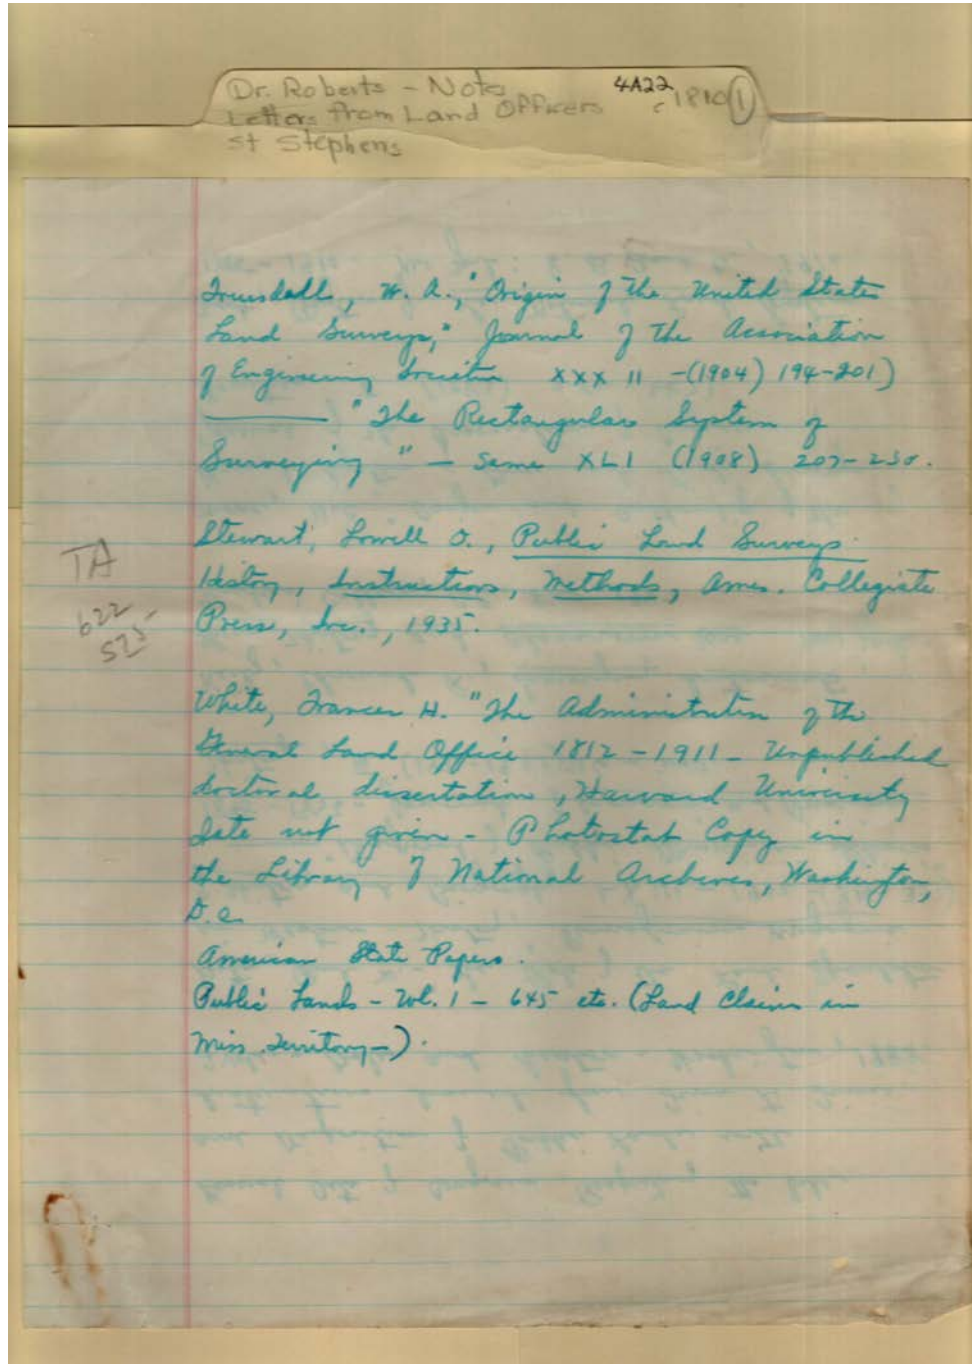 Dr. Roberts - Notes 4A22
Letters from Land Officers c 1810 1
St Stephens
Truesdall, W. A., "Origin of the United States
Land Surveys," Journal of the Association
of Engineering Societies XXX II - (1904) 194-201)
"The Rectangular System of
Surveying" - Same XLI (1908) 207-230.
Stewart, Lowell O., Public Land Surveys
TA
History, Instructions, Methods, Ames. Collegiate
622
Press, Inc., 1935.
S75
White, Frances H. "The Administration of the
General Land Office 1812-1911 - Unpublished
doctoral dissertation, Harvard University
date not given - Photostat Copy in
the Library of National Archives, Washington,
D.C.
American State Papers.
Public Lands - Vol. 1 - 645 etc. (Land Claims in
Miss. Territory-).